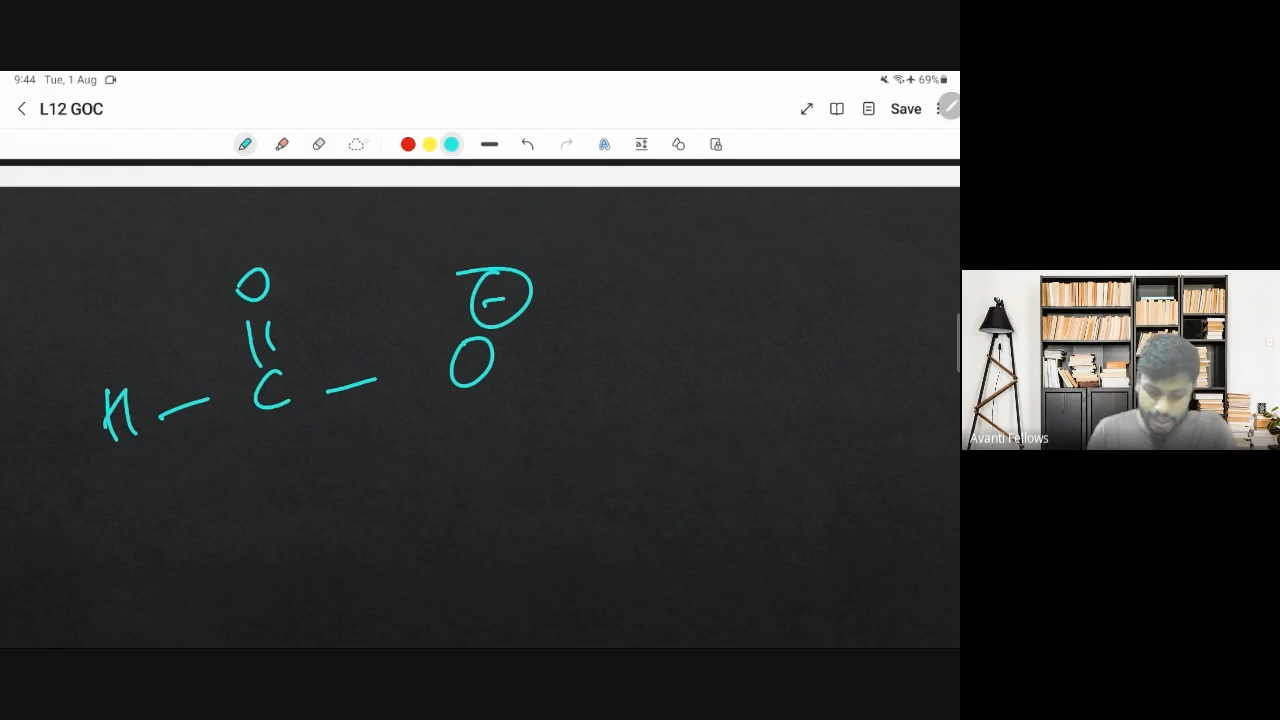 9:44 Tue, 1 Aug 69%
L12 GOC
Save
O
||
H — C — O
⊖
Avanti Fellows